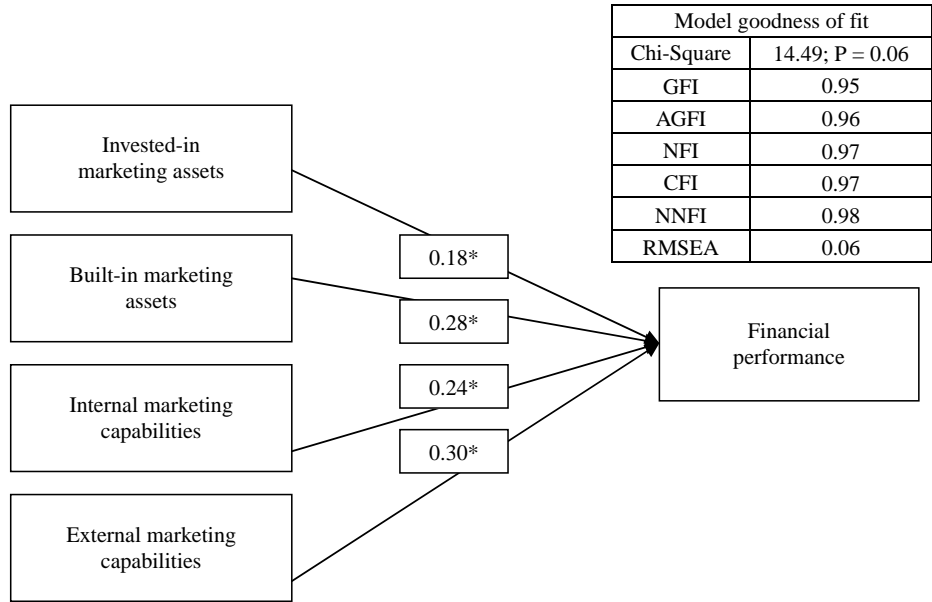 Model goodness of fit
Chi-Square 14.49; P = 0.06
GFI 0.95
AGFI 0.96
NFI 0.97
CFI 0.97
NNFI 0.98
RMSEA 0.06
Invested-in
marketing assets
Built-in marketing
assets
Internal marketing
capabilities
External marketing
capabilities
0.18*
0.28*
0.24*
0.30*
Financial
performance